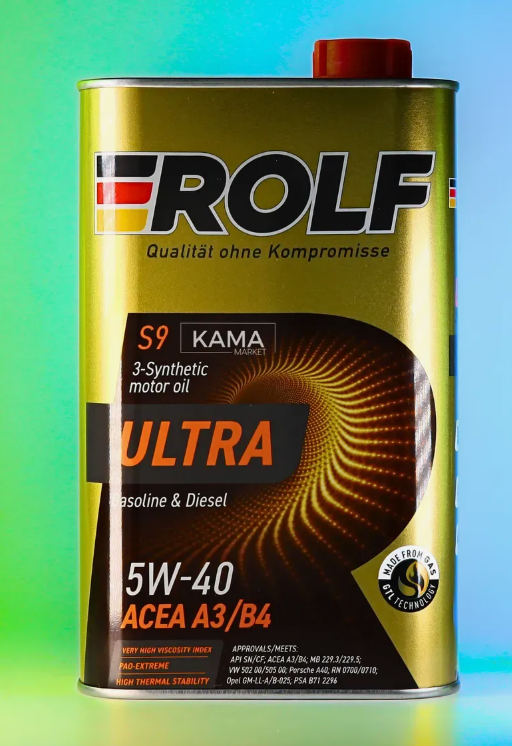 ROLF
Qualität ohne Kompromisse
S9 KAMA
MARKET
3-Synthetic
motor oil
ULTRA
Gasoline & Diesel
MADE FROM GAS
GTL TECHNOLOGY
5W-40
ACEA A3/B4
VERY HIGH VISCOSITY INDEX
PAO-EXTREME
HIGH THERMAL STABILITY
APPROVALS/MEETS:
API SN/CF; ACEA A3/B4; MB 229.3/229.5;
VW 502 00/505 00; Porsche A40; RN 0700/0710;
Opel GM-LL-A/B-025; PSA B71 2296